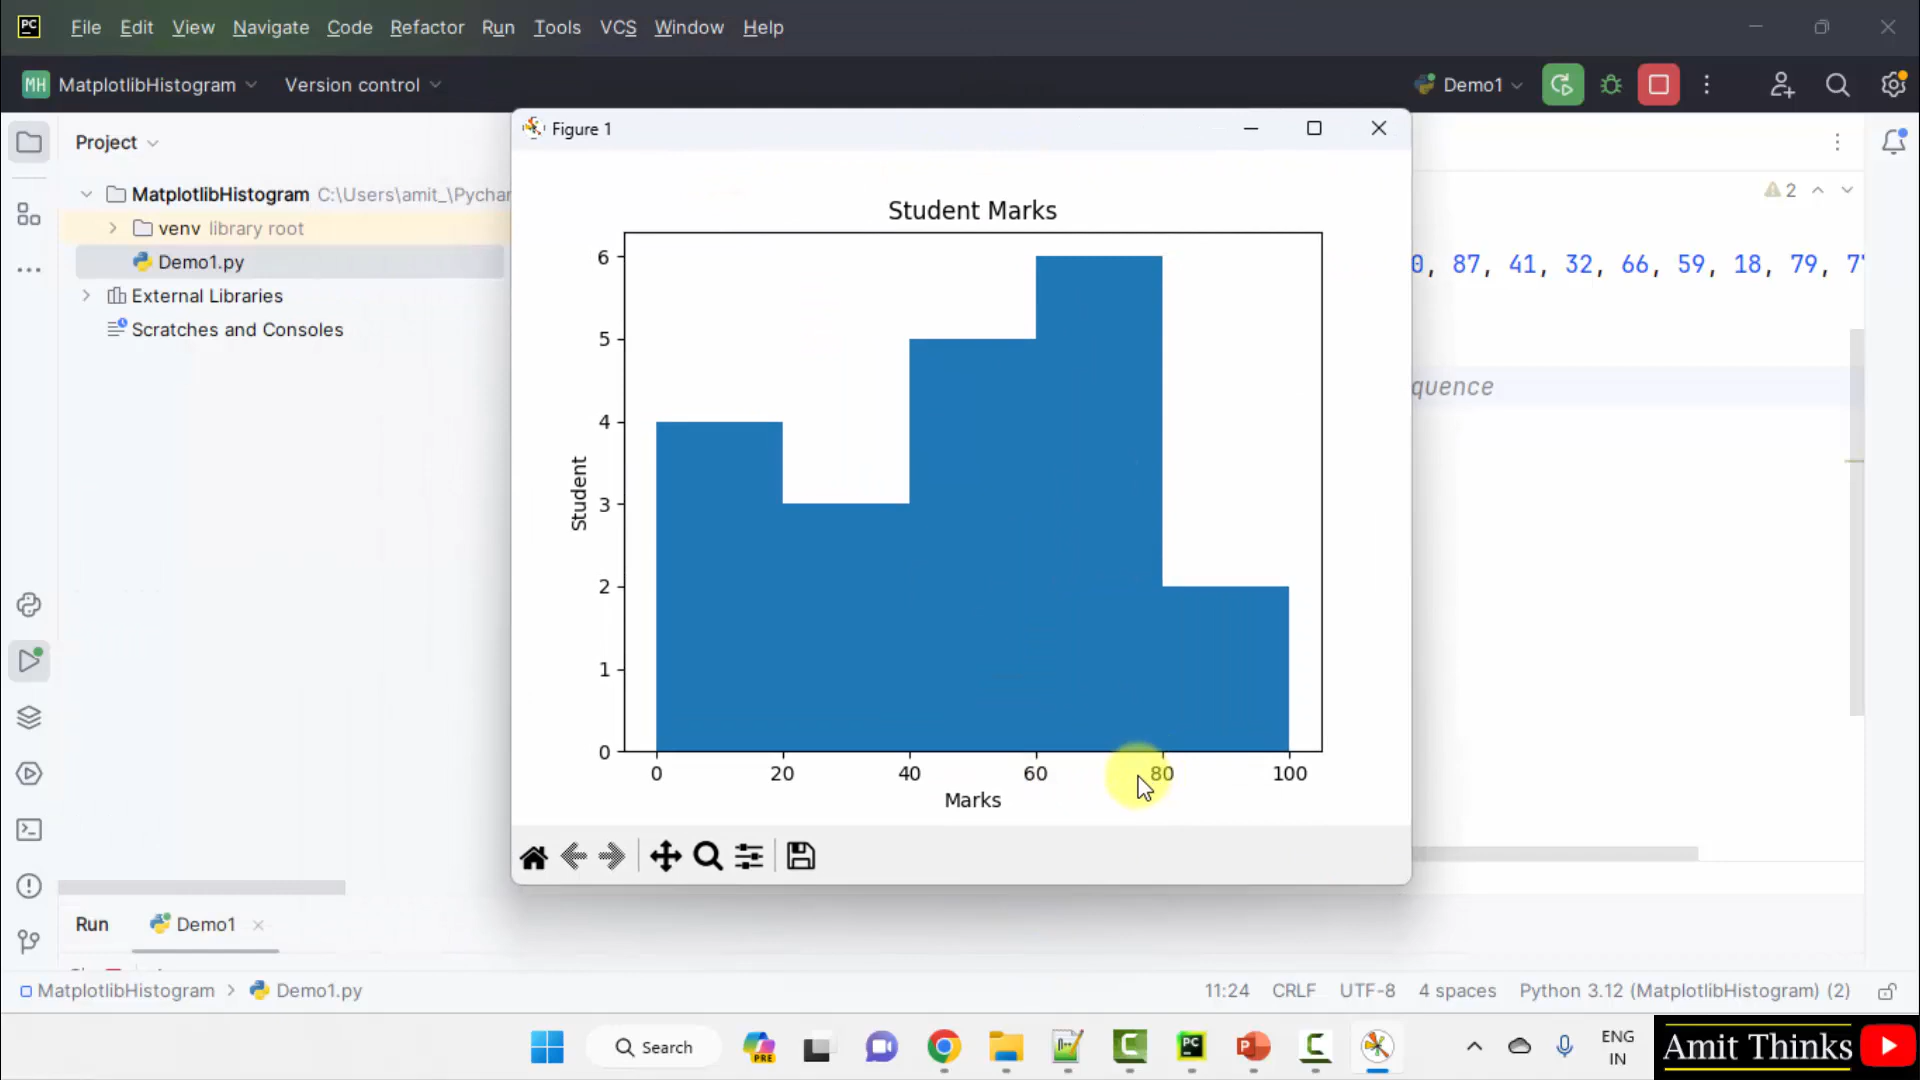 PC File Edit View Navigate Code Refactor Run Tools VCS Window Help
MH MatplotlibHistogram Version control Demo1
Figure 1
Project
MatplotlibHistogram C:\Users\amit_\Pychar
venv library root
Demo1.py
External Libraries
Scratches and Consoles
2
0, 87, 41, 32, 66, 59, 18, 79, 7
quence
Student Marks
6
5
4
3
2
1
0
Student
0 20 40 60 80 100
Marks
Run Demo1
MatplotlibHistogram > Demo1.py 11:24 CRLF UTF-8 4 spaces Python 3.12 (MatplotlibHistogram) (2)
Search
PRE
PC
ENG
IN
Amit Thinks